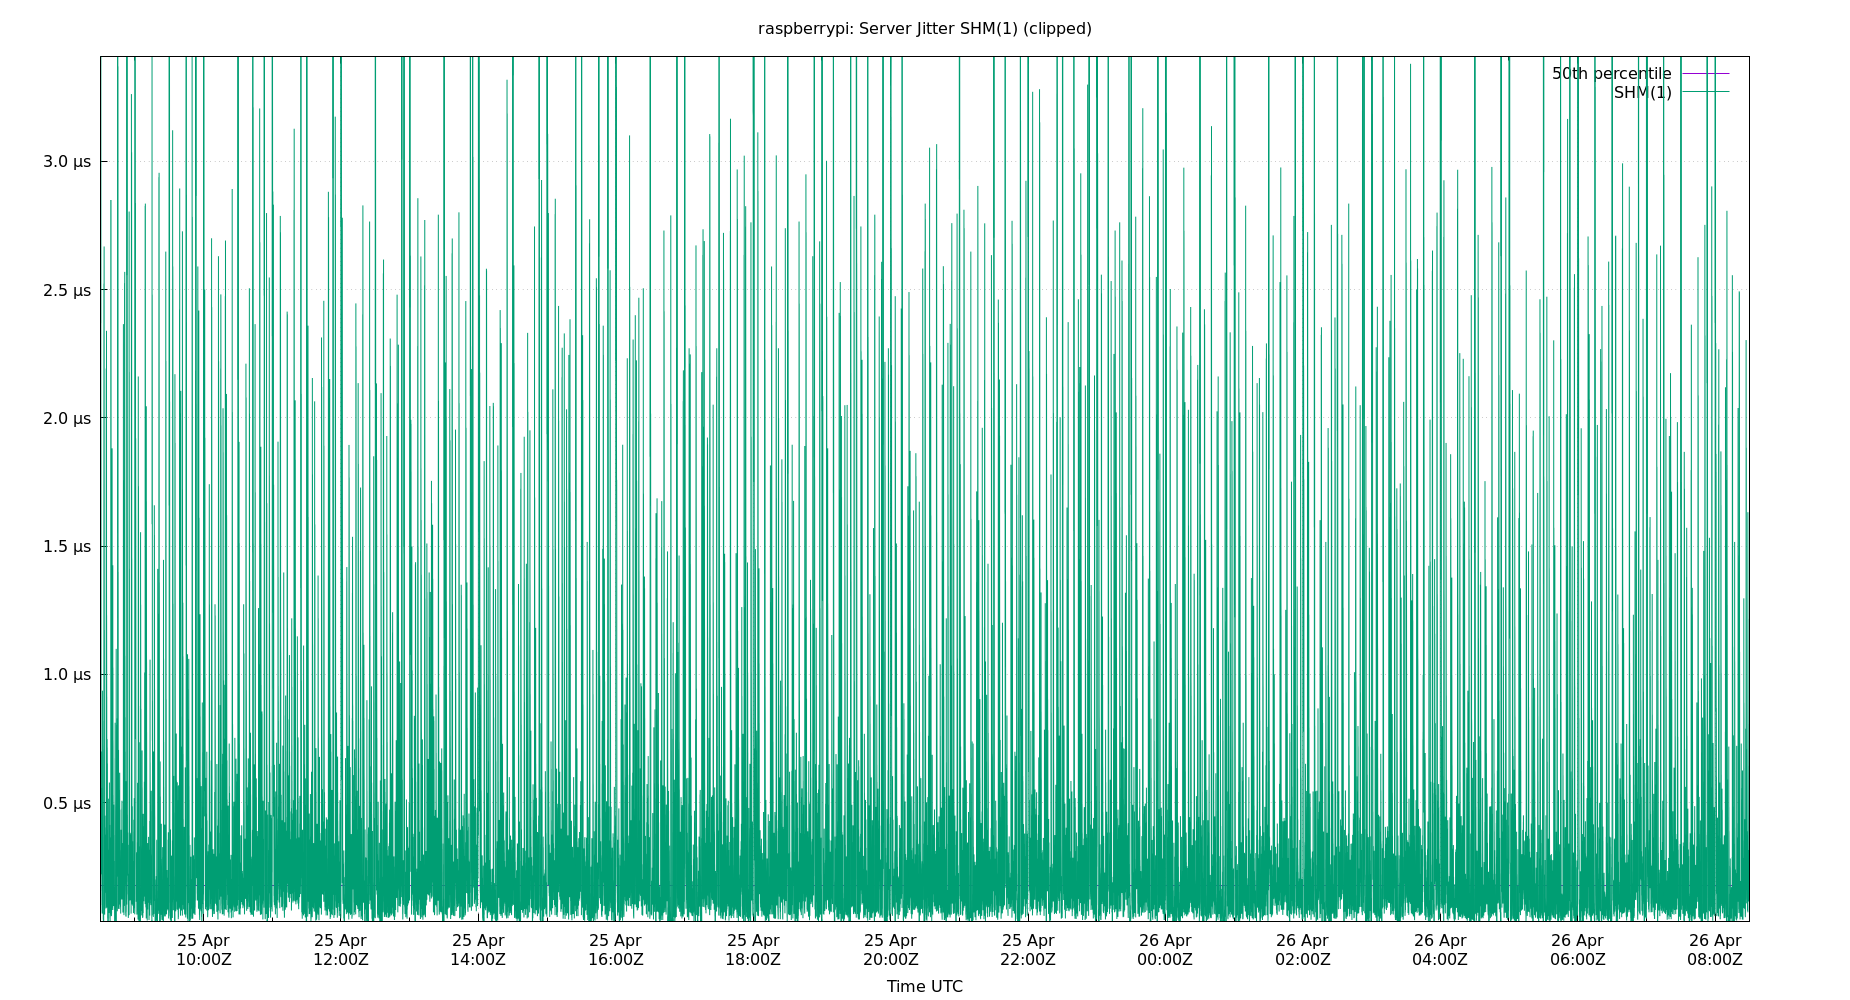 raspberrypi: Server Jitter SHM(1) (clipped)
50th percentile
SHM(1)
3.0 µs
2.5 µs
2.0 µs
1.5 µs
1.0 µs
0.5 µs
25 Apr 25 Apr 25 Apr 25 Apr 25 Apr 25 Apr 25 Apr 26 Apr 26 Apr 26 Apr 26 Apr 26 Apr
10:00Z 12:00Z 14:00Z 16:00Z 18:00Z 20:00Z 22:00Z 00:00Z 02:00Z 04:00Z 06:00Z 08:00Z
Time UTC